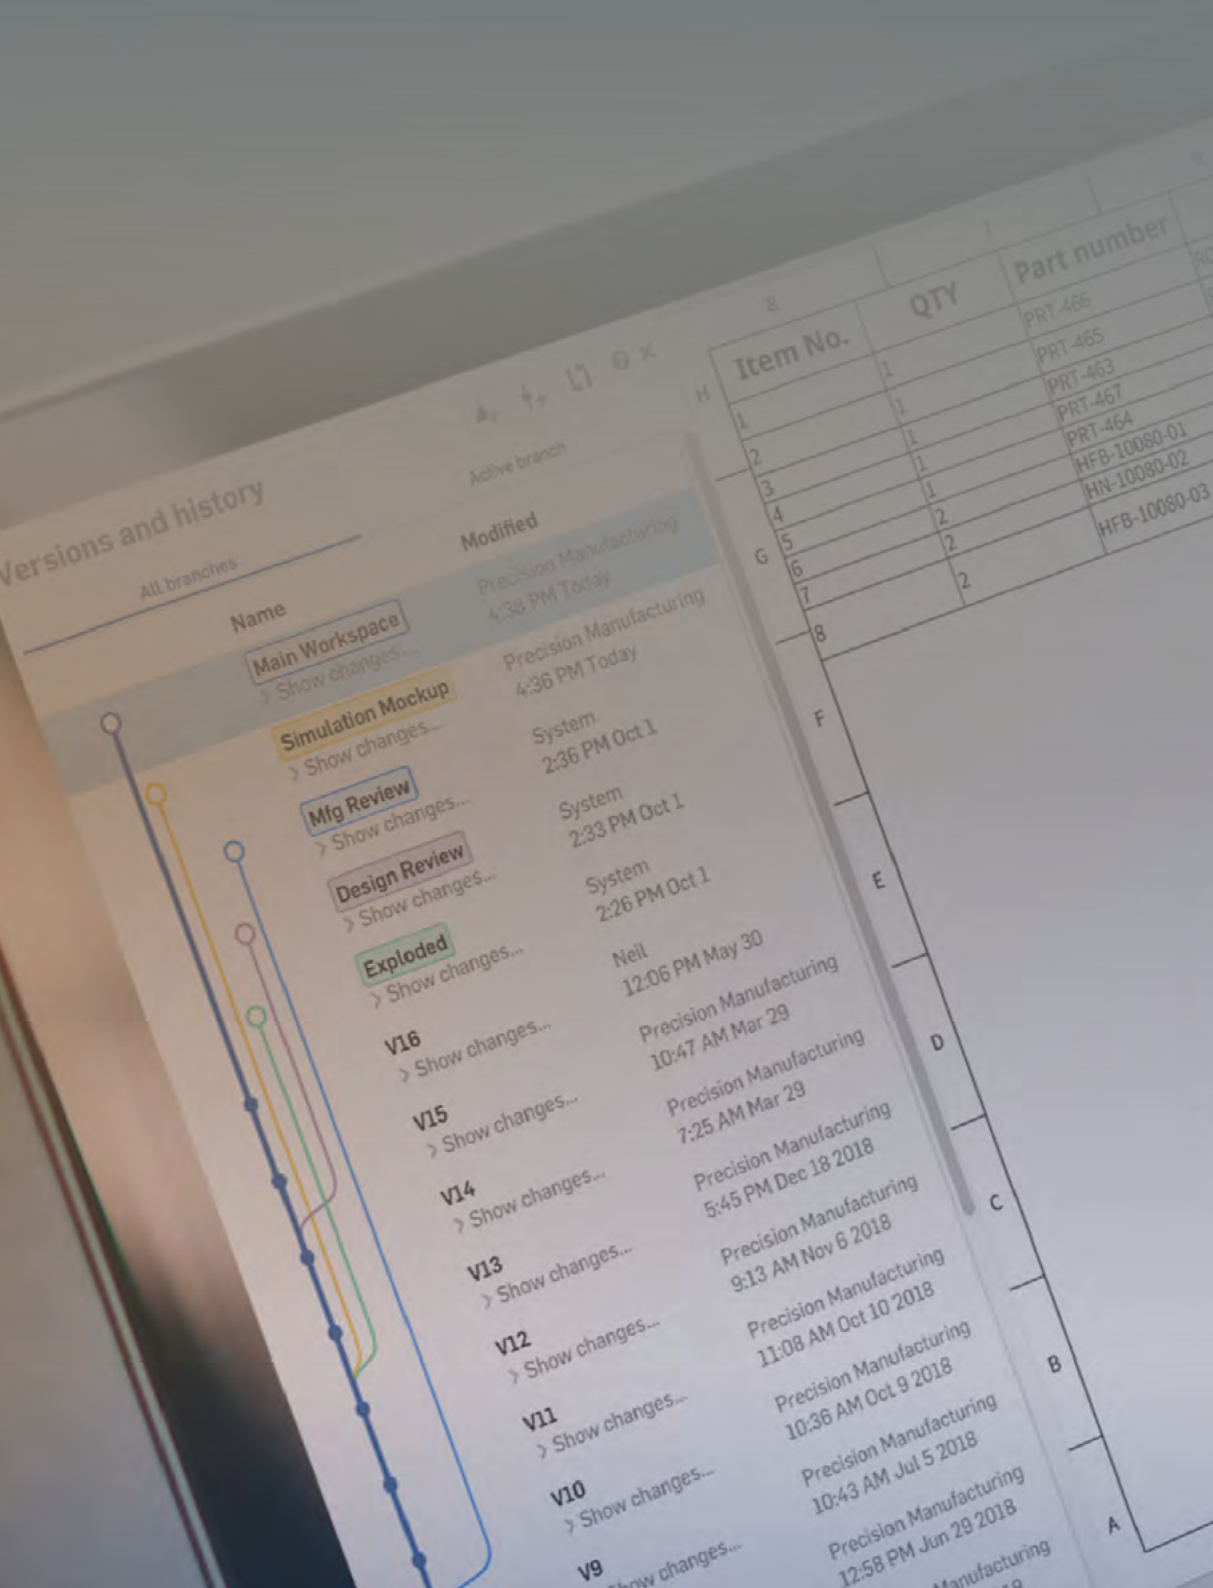 Versions and history
All branches
Active branch
Name
Modified
Main Workspace
> Show changes...
Precision Manufacturing
4:38 PM Today
Simulation Mockup
> Show changes...
Precision Manufacturing
4:36 PM Today
Mfg Review
> Show changes...
System
2:36 PM Oct 1
Design Review
> Show changes...
System
2:33 PM Oct 1
Exploded
> Show changes...
System
2:26 PM Oct 1
V16
> Show changes...
Neil
12:06 PM May 30
V15
> Show changes...
Precision Manufacturing
10:47 AM Mar 29
V14
> Show changes...
Precision Manufacturing
7:25 AM Mar 29
V13
> Show changes...
Precision Manufacturing
5:45 PM Dec 18 2018
V12
> Show changes...
Precision Manufacturing
9:13 AM Nov 6 2018
V11
> Show changes...
Precision Manufacturing
11:08 AM Oct 10 2018
V10
> Show changes...
Precision Manufacturing
10:36 AM Oct 9 2018
V9
how changes...
Precision Manufacturing
10:43 AM Jul 5 2018
Precision Manufacturing
12:58 PM Jun 29 2018
Manufacturing
8 7 6
Item No. QTY Part number
1 1 PRT-466
2 1 PRT-465
3 1 PRT-463
4 1 PRT-467
5 1 PRT-464
6 2 HFB-10080-01
7 2 HN-10080-02
8 2 HFB-10080-03
H
G
F
E
D
C
B
A